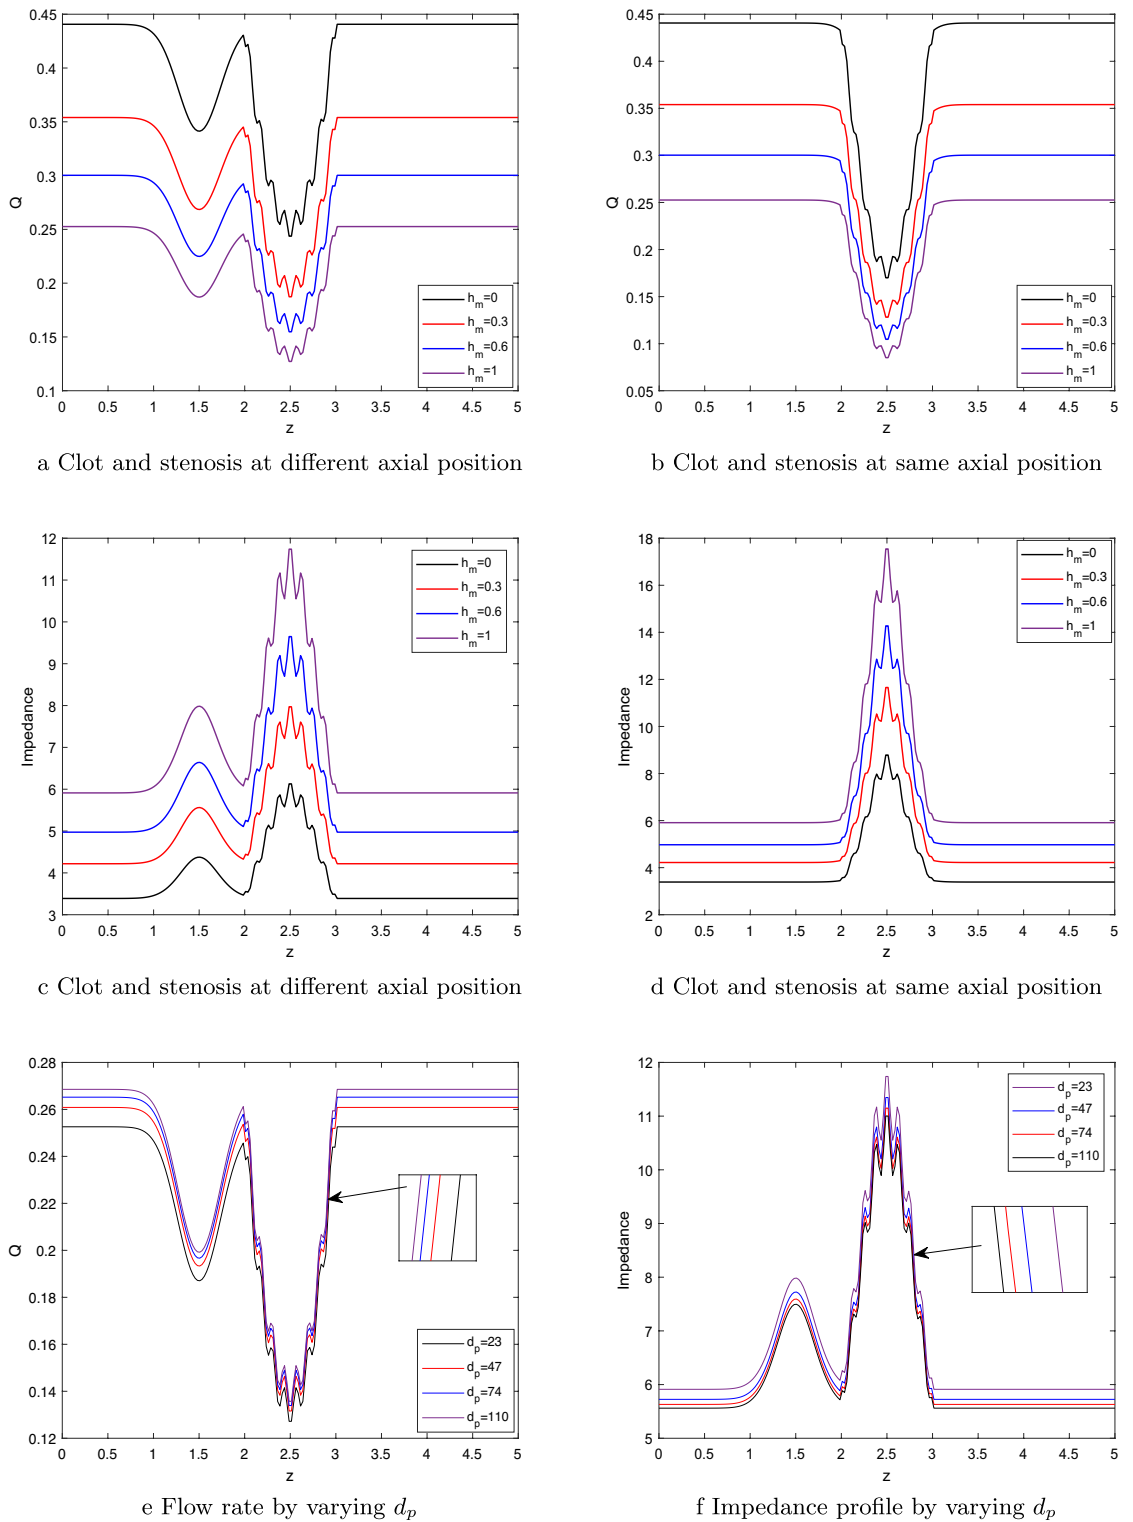 0.45
0.4
0.35
0.3
0.25
0.2
0.15
0.1
Q
0 0.5 1 1.5 2 2.5 3 3.5 4 4.5 5
z
h_m=0
h_m=0.3
h_m=0.6
h_m=1
a Clot and stenosis at different axial position
0.45
0.4
0.35
0.3
0.25
0.2
0.15
0.1
0.05
Q
0 0.5 1 1.5 2 2.5 3 3.5 4 4.5 5
z
h_m=0
h_m=0.3
h_m=0.6
h_m=1
b Clot and stenosis at same axial position
12
11
10
9
8
7
6
5
4
3
Impedance
0 0.5 1 1.5 2 2.5 3 3.5 4 4.5 5
z
h_m=0
h_m=0.3
h_m=0.6
h_m=1
c Clot and stenosis at different axial position
18
16
14
12
10
8
6
4
2
Impedance
0 0.5 1 1.5 2 2.5 3 3.5 4 4.5 5
z
h_m=0
h_m=0.3
h_m=0.6
h_m=1
d Clot and stenosis at same axial position
0.28
0.26
0.24
0.22
0.2
0.18
0.16
0.14
0.12
Q
0 0.5 1 1.5 2 2.5 3 3.5 4 4.5 5
z
d_p=23
d_p=47
d_p=74
d_p=110
e Flow rate by varying d_p
12
11
10
9
8
7
6
5
Impedance
0 0.5 1 1.5 2 2.5 3 3.5 4 4.5 5
z
d_p=23
d_p=47
d_p=74
d_p=110
f Impedance profile by varying d_p